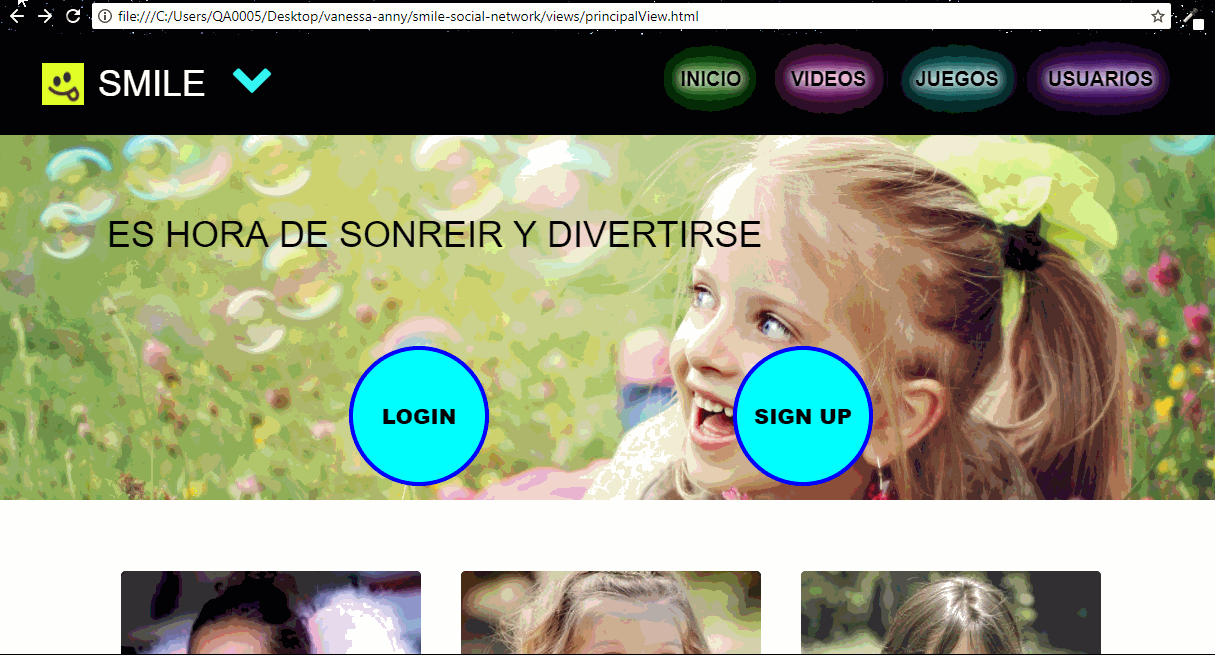 file:///C:/Users/QA0005/Desktop/vanessa-anny/smile-social-network/views/principalView.html
SMILE
INICIO
VIDEOS
JUEGOS
USUARIOS
ES HORA DE SONREIR Y DIVERTIRSE
LOGIN
SIGN UP